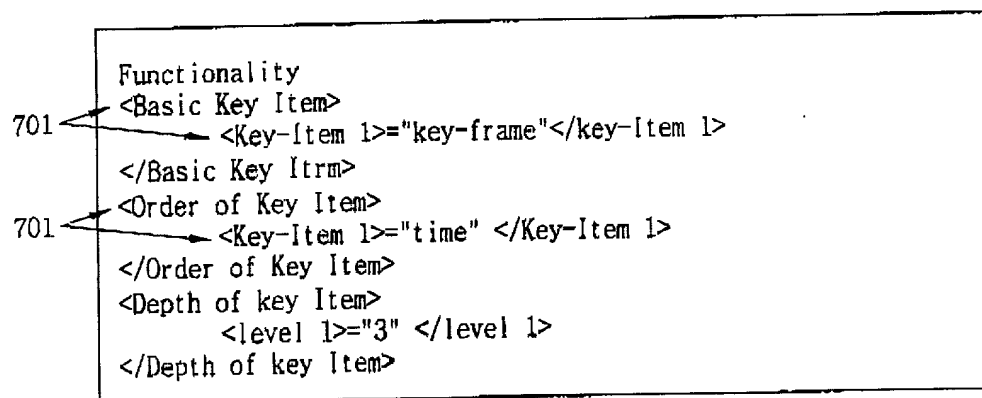 Functionality
701 <Basic Key Item>
<Key-Item 1>="key-frame"</key-Item 1>
</Basic Key Itrm>
701 <Order of Key Item>
<Key-Item 1>="time" </Key-Item 1>
</Order of Key Item>
<Depth of key Item>
<level 1>="3" </level 1>
</Depth of key Item>